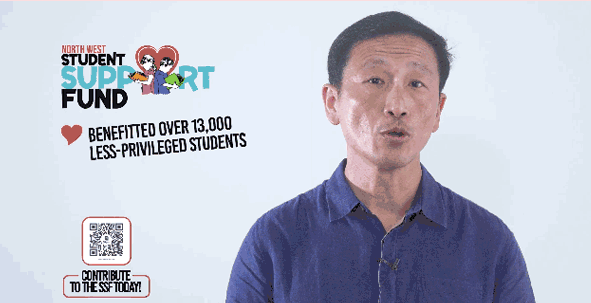 NORTH WEST
STUDENT
SUPPORT
FUND
BENEFITTED OVER 13,000
LESS-PRIVILEGED STUDENTS
CONTRIBUTE
TO THE SSF TODAY!